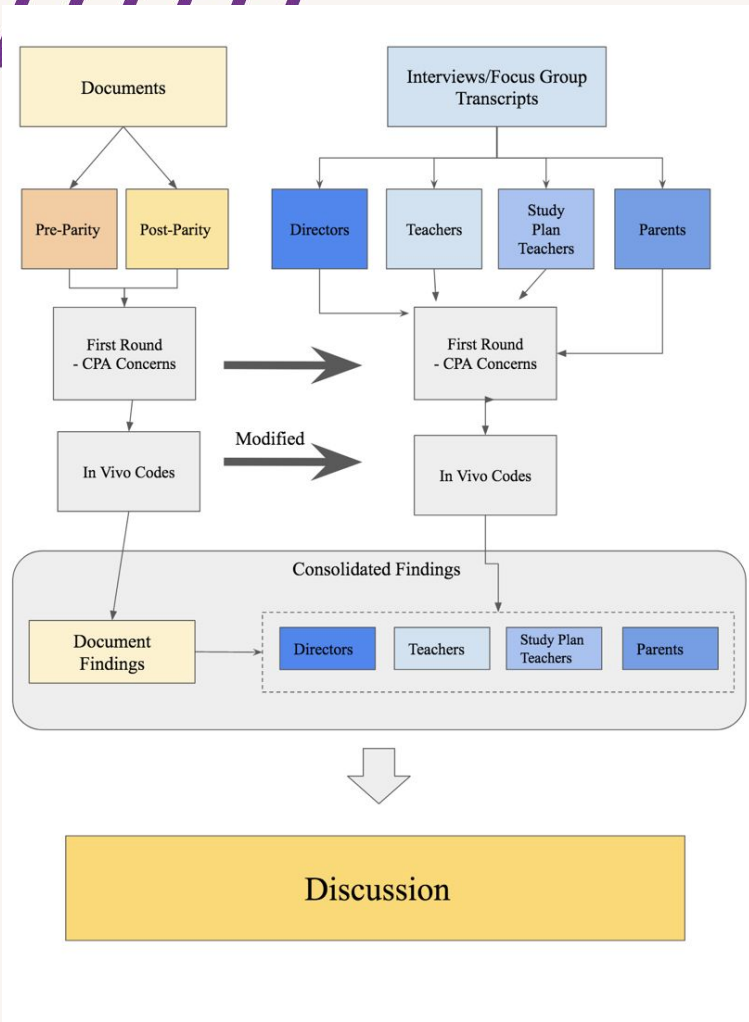 Documents
Interviews/Focus Group
Transcripts
Pre-Parity
Post-Parity
Directors
Teachers
Study
Plan
Teachers
Parents
First Round
- CPA Concerns
First Round
- CPA Concerns
Modified
In Vivo Codes
In Vivo Codes
Consolidated Findings
Document
Findings
Directors
Teachers
Study Plan
Teachers
Parents
Discussion